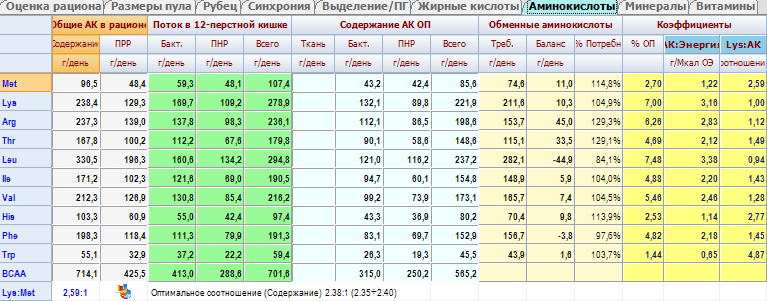 Оценка рациона Размеры пула Рубец Синхрония Выделение/ПГ Жирные кислоты Аминокислоты Минералы Витамины
Общие АК в рационе Поток в 12-перстной кишке Содержание АК ОП Обменные аминокислоты Коэффициенты
Содержание ПРР Бакт. ПНР Всего Ткань Бакт. ПНР Всего Треб. Баланс % Потребн % ОП АК:Энергия Lys:АК
г/день г/день г/день г/день г/день г/день г/день г/день г/день г/день г/день г/Мкал ОЭ оотношени
Met 96,5 48,4 59,3 48,1 107,4 43,2 42,4 85,6 74,6 11,0 114,8% 2,70 1,22 2,59
Lys 238,4 129,3 169,7 109,2 278,9 132,1 89,8 221,9 211,6 10,3 104,9% 7,00 3,16 1,00
Arg 237,3 139,0 137,8 98,3 236,1 112,1 86,5 198,6 153,7 45,0 129,3% 6,26 2,83 1,12
Thr 167,8 100,2 112,2 67,6 179,8 90,1 58,6 148,6 115,1 33,5 129,1% 4,69 2,12 1,49
Leu 330,5 196,3 160,6 134,2 294,8 121,0 116,2 237,2 282,1 -44,9 84,1% 7,48 3,38 0,94
Ile 171,2 102,3 121,6 69,0 190,5 94,7 60,1 154,8 148,9 5,9 104,0% 4,88 2,20 1,43
Val 212,3 126,9 130,8 85,4 216,2 99,2 73,9 173,1 165,7 7,4 104,5% 5,46 2,46 1,28
His 103,3 60,9 55,0 42,4 97,4 43,3 36,9 80,2 70,4 9,8 113,9% 2,53 1,14 2,77
Phe 198,3 118,4 111,3 79,9 191,3 83,1 69,7 152,9 156,7 -3,8 97,6% 4,82 2,18 1,45
Trp 55,1 32,9 37,2 22,2 59,4 26,3 19,3 45,5 43,9 1,6 103,7% 1,44 0,65 4,87
BCAA 714,1 425,5 413,0 288,6 701,6 315,0 250,2 565,2
Lys:Met 2,59:1 Оптимальное соотношение (Содержание) 2.38:1 (2.35÷2.40)